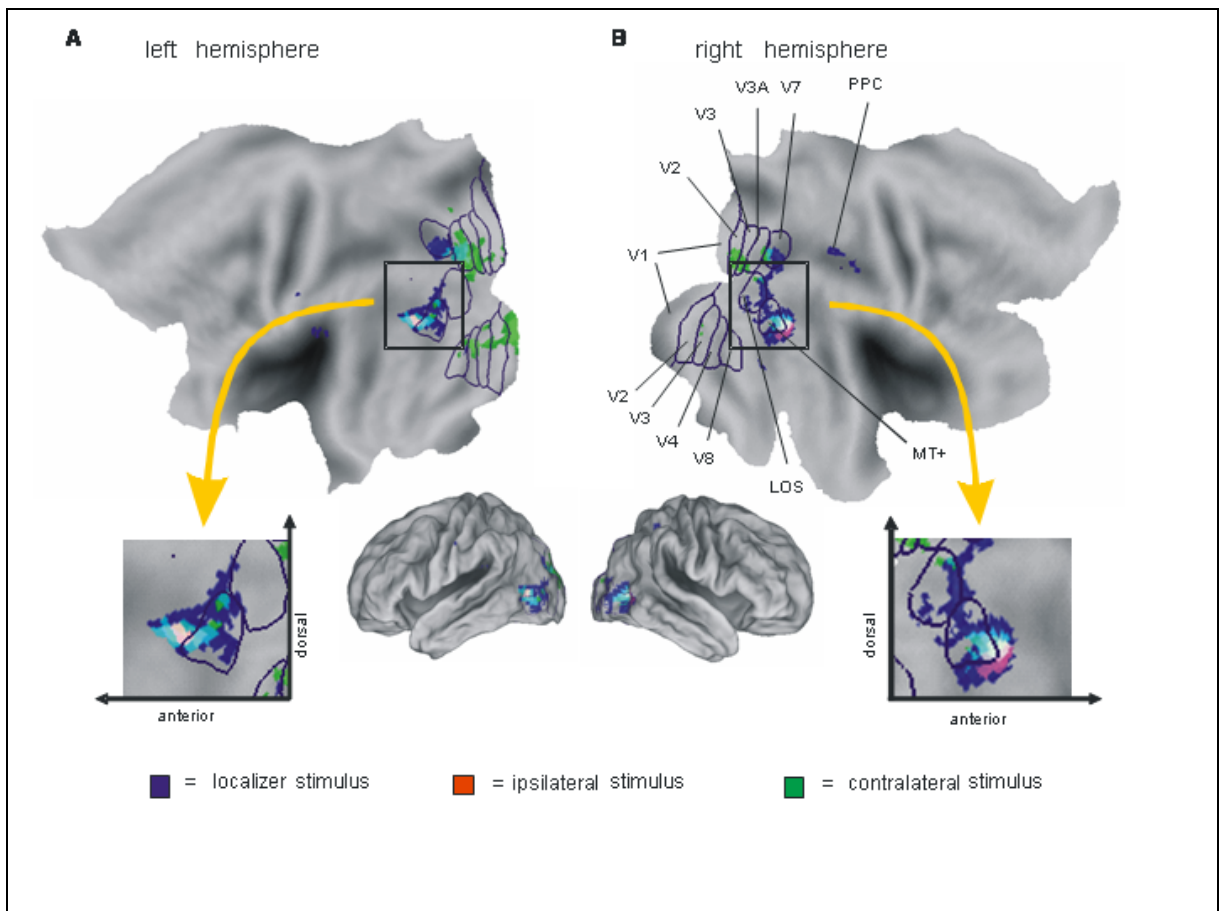 A
left hemisphere
B
right hemisphere
V3A V7
PPC
V3
V2
V1
V2
V3
V4
V8
LOS
MT+
dorsal
anterior
dorsal
anterior
= localizer stimulus
= ipsilateral stimulus
= contralateral stimulus